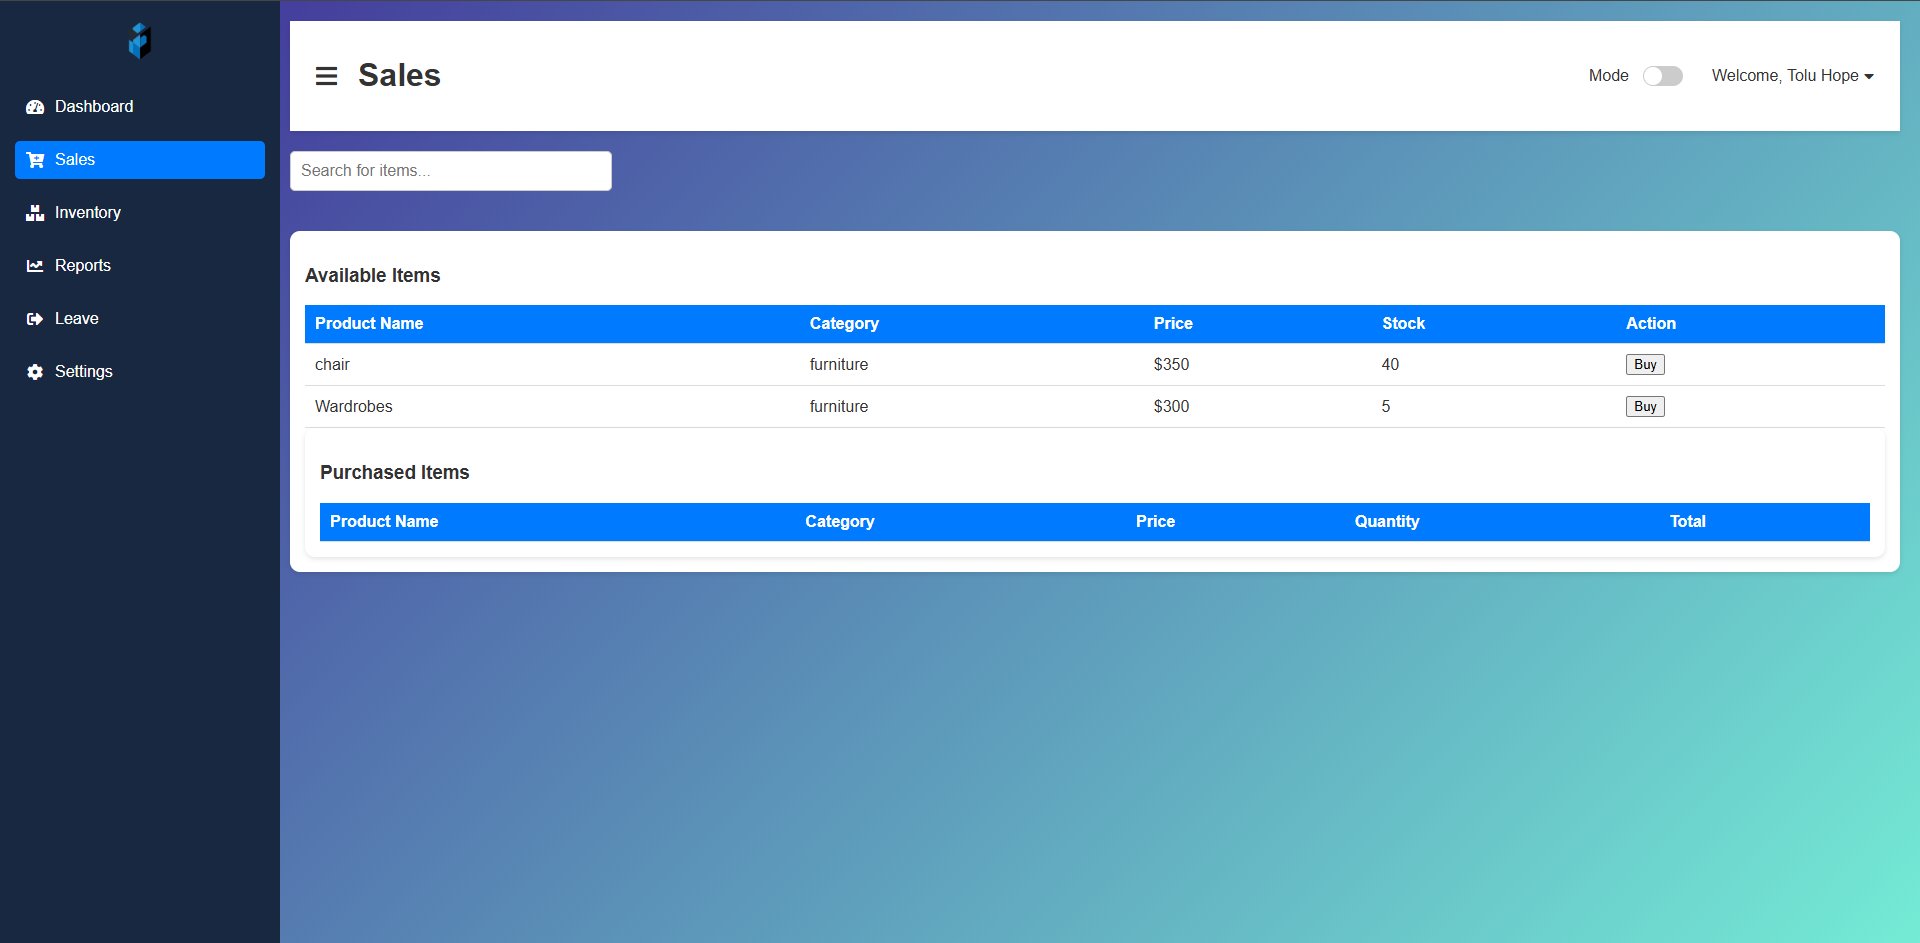 Dashboard
Sales
Inventory
Reports
Leave
Settings
Sales
Mode
Welcome, Tolu Hope
Search for items...
Available Items
Product Name Category Price Stock Action
chair furniture $350 40 Buy
Wardrobes furniture $300 5 Buy
Purchased Items
Product Name Category Price Quantity Total